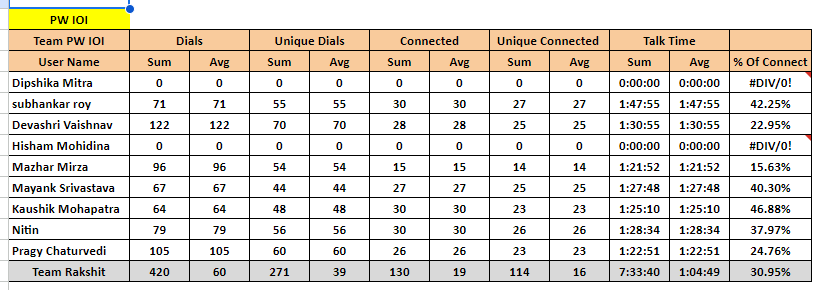 PW IOI
Team PW IOI Dials Unique Dials Connected Unique Connected Talk Time
User Name Sum Avg Sum Avg Sum Avg Sum Avg Sum Avg % Of Connect
Dipshika Mitra 0 0 0 0 0 0 0 0 0:00:00 0:00:00 #DIV/0!
subhankar roy 71 71 55 55 30 30 27 27 1:47:55 1:47:55 42.25%
Devashri Vaishnav 122 122 70 70 28 28 25 25 1:30:55 1:30:55 22.95%
Hisham Mohidina 0 0 0 0 0 0 0 0 0:00:00 0:00:00 #DIV/0!
Mazhar Mirza 96 96 54 54 15 15 14 14 1:21:52 1:21:52 15.63%
Mayank Srivastava 67 67 44 44 27 27 25 25 1:27:48 1:27:48 40.30%
Kaushik Mohapatra 64 64 48 48 30 30 23 23 1:25:10 1:25:10 46.88%
Nitin 79 79 56 56 30 30 26 26 1:28:34 1:28:34 37.97%
Pragy Chaturvedi 105 105 60 60 26 26 23 23 1:22:51 1:22:51 24.76%
Team Rakshit 420 60 271 39 130 19 114 16 7:33:40 1:04:49 30.95%